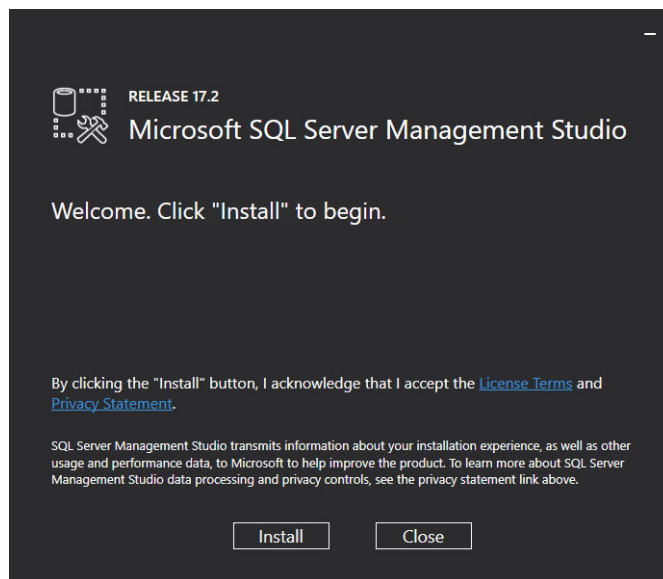 RELEASE 17.2
Microsoft SQL Server Management Studio
Welcome. Click "Install" to begin.
By clicking the "Install" button, I acknowledge that I accept the License Terms and
Privacy Statement.
SQL Server Management Studio transmits information about your installation experience, as well as other
usage and performance data, to Microsoft to help improve the product. To learn more about SQL Server
Management Studio data processing and privacy controls, see the privacy statement link above.
Install Close